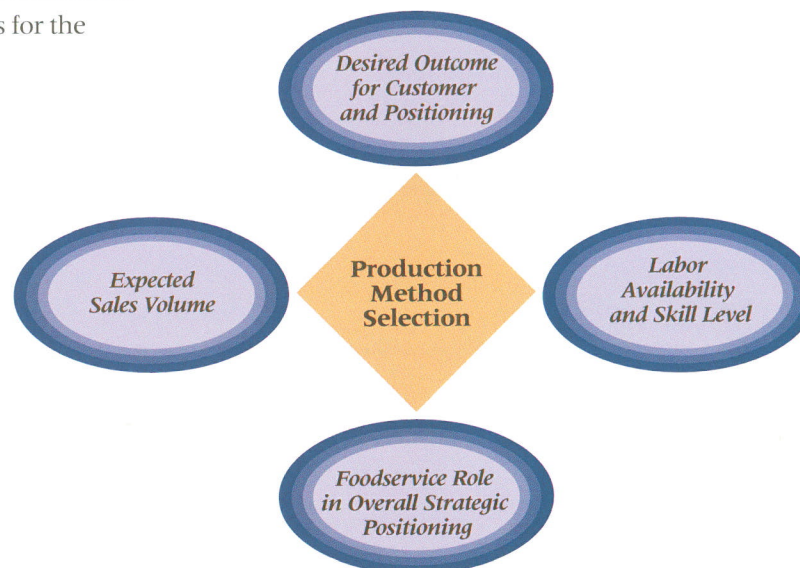 s for the
Desired Outcome
for Customer
and Positioning
Expected
Sales Volume
Production
Method
Selection
Labor
Availability
and Skill Level
Foodservice Role
in Overall Strategic
Positioning